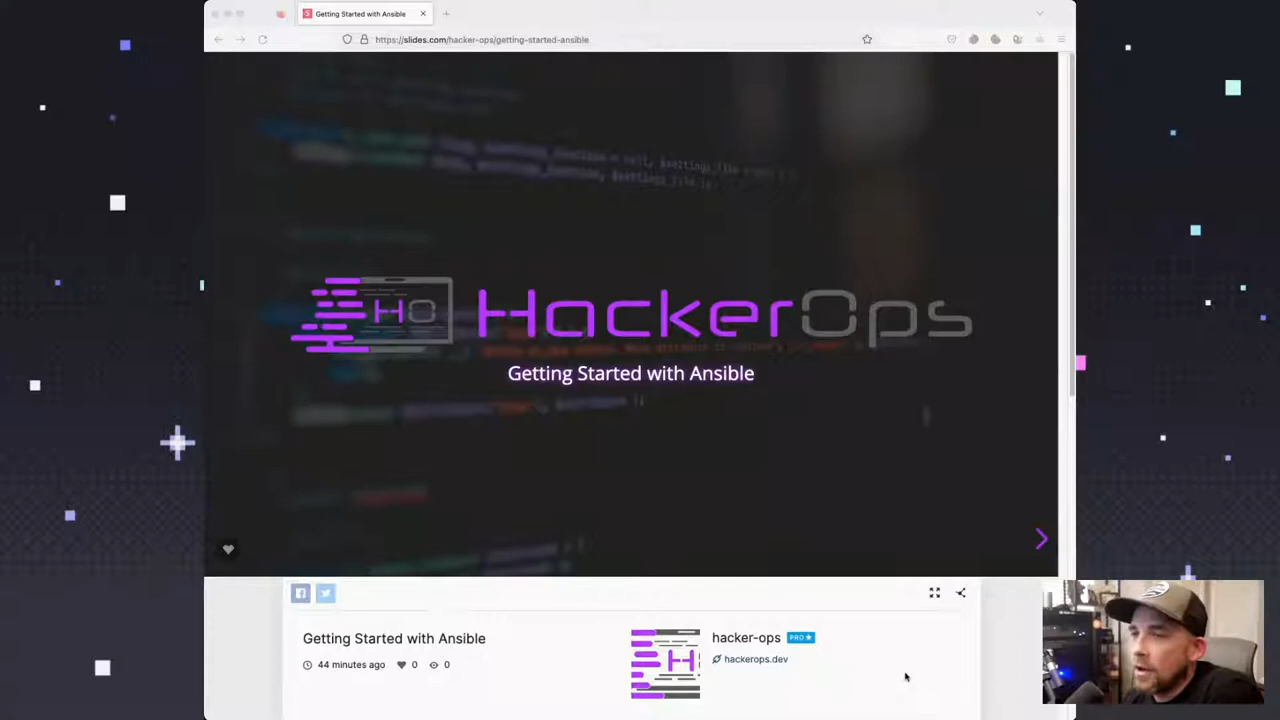 Getting Started with Ansible
https://slides.com/hacker-ops/getting-started-ansible
HO HackerOps
Getting Started with Ansible
Getting Started with Ansible
44 minutes ago 0 0
H
hacker-ops PRO
hackerops.dev